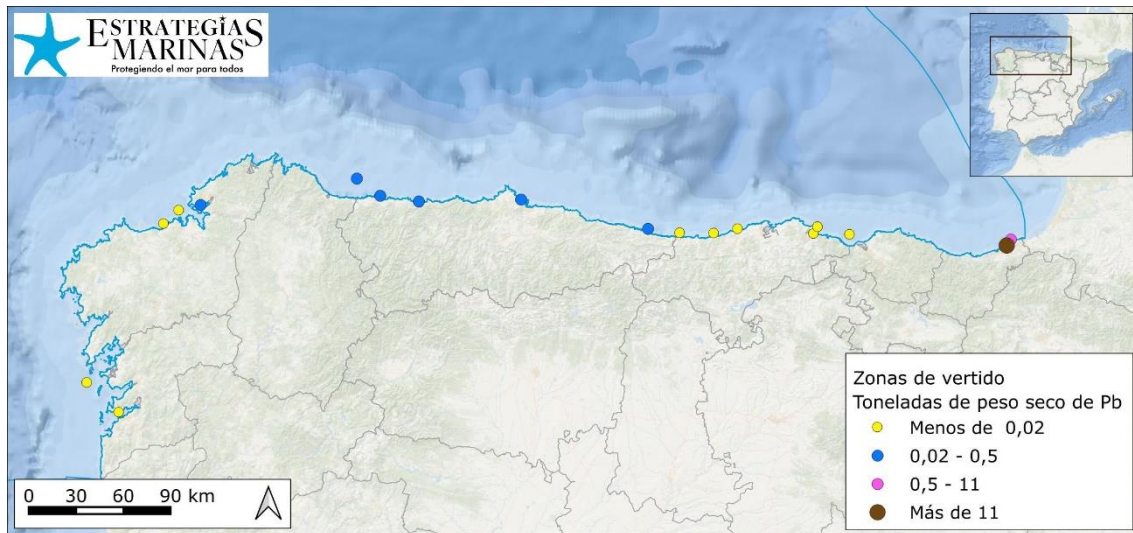 ESTRATEGIAS
MARINAS
Protegiendo el mar para todos
Zonas de vertido
Toneladas de peso seco de Pb
Menos de 0,02
0,02 - 0,5
0,5 - 11
Más de 11
0 30 60 90 km